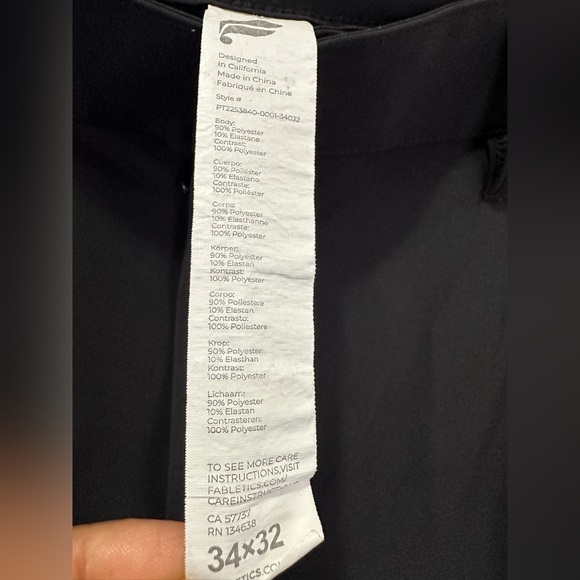 Designed
in California
Made in China
Fabriqué en Chine
Style #
PT2253840-0001-34032
Body:
90% Polyester
10% Elastane
Contrast:
100% Polyester
Cuerpo:
90% Poliéster
10% Elastano
Contraste:
100% Poliéster
Corps:
90% Polyester
10% Elasthanne
Contraste:
100% Polyester
Körper:
90% Polyester
10% Elastan
Kontrast:
100% Polyester
Corpo:
90% Poliestere
10% Elastan
Contrasto:
100% Poliestere
Krop:
90% Polyester
10% Elasthan
Kontrast:
100% Polyester
Lichaam:
90% Polyester
10% Elastan
Contrasteren:
100% Polyester
TO SEE MORE CARE
INSTRUCTIONS,VISIT
FABLETICS.COM/
CAREINSTRUCTIONS
CA 57731
RN 134638
34x32